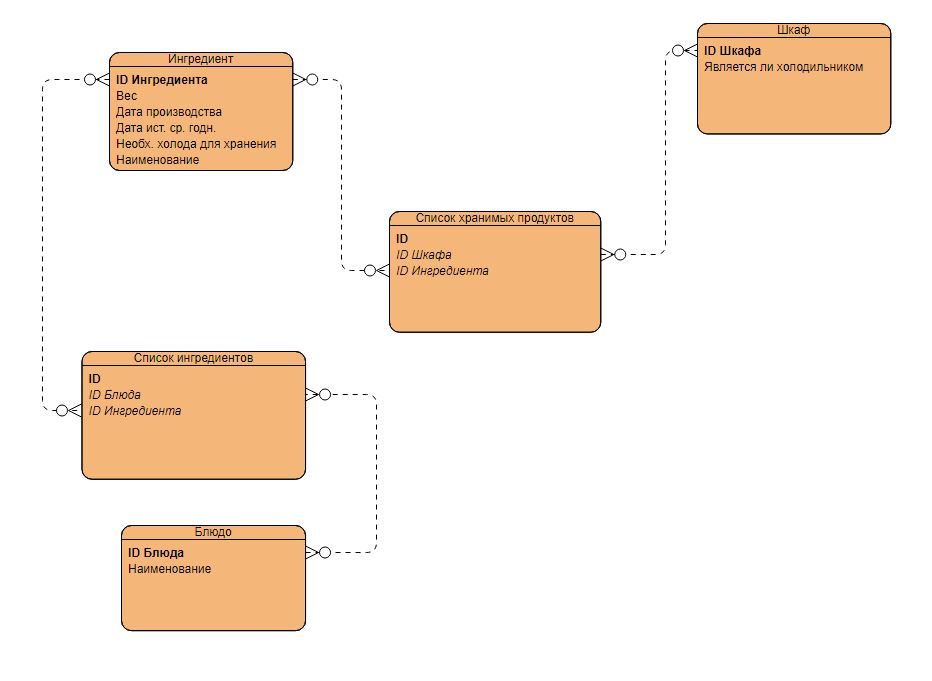 Шкаф
ID Шкафа
Является ли холодильником
Ингредиент
ID Ингредиента
Вес
Дата производства
Дата ист. ср. годн.
Необх. холода для хранения
Наименование
Список хранимых продуктов
ID
ID Шкафа
ID Ингредиента
Список ингредиентов
ID
ID Блюда
ID Ингредиента
Блюдо
ID Блюда
Наименование